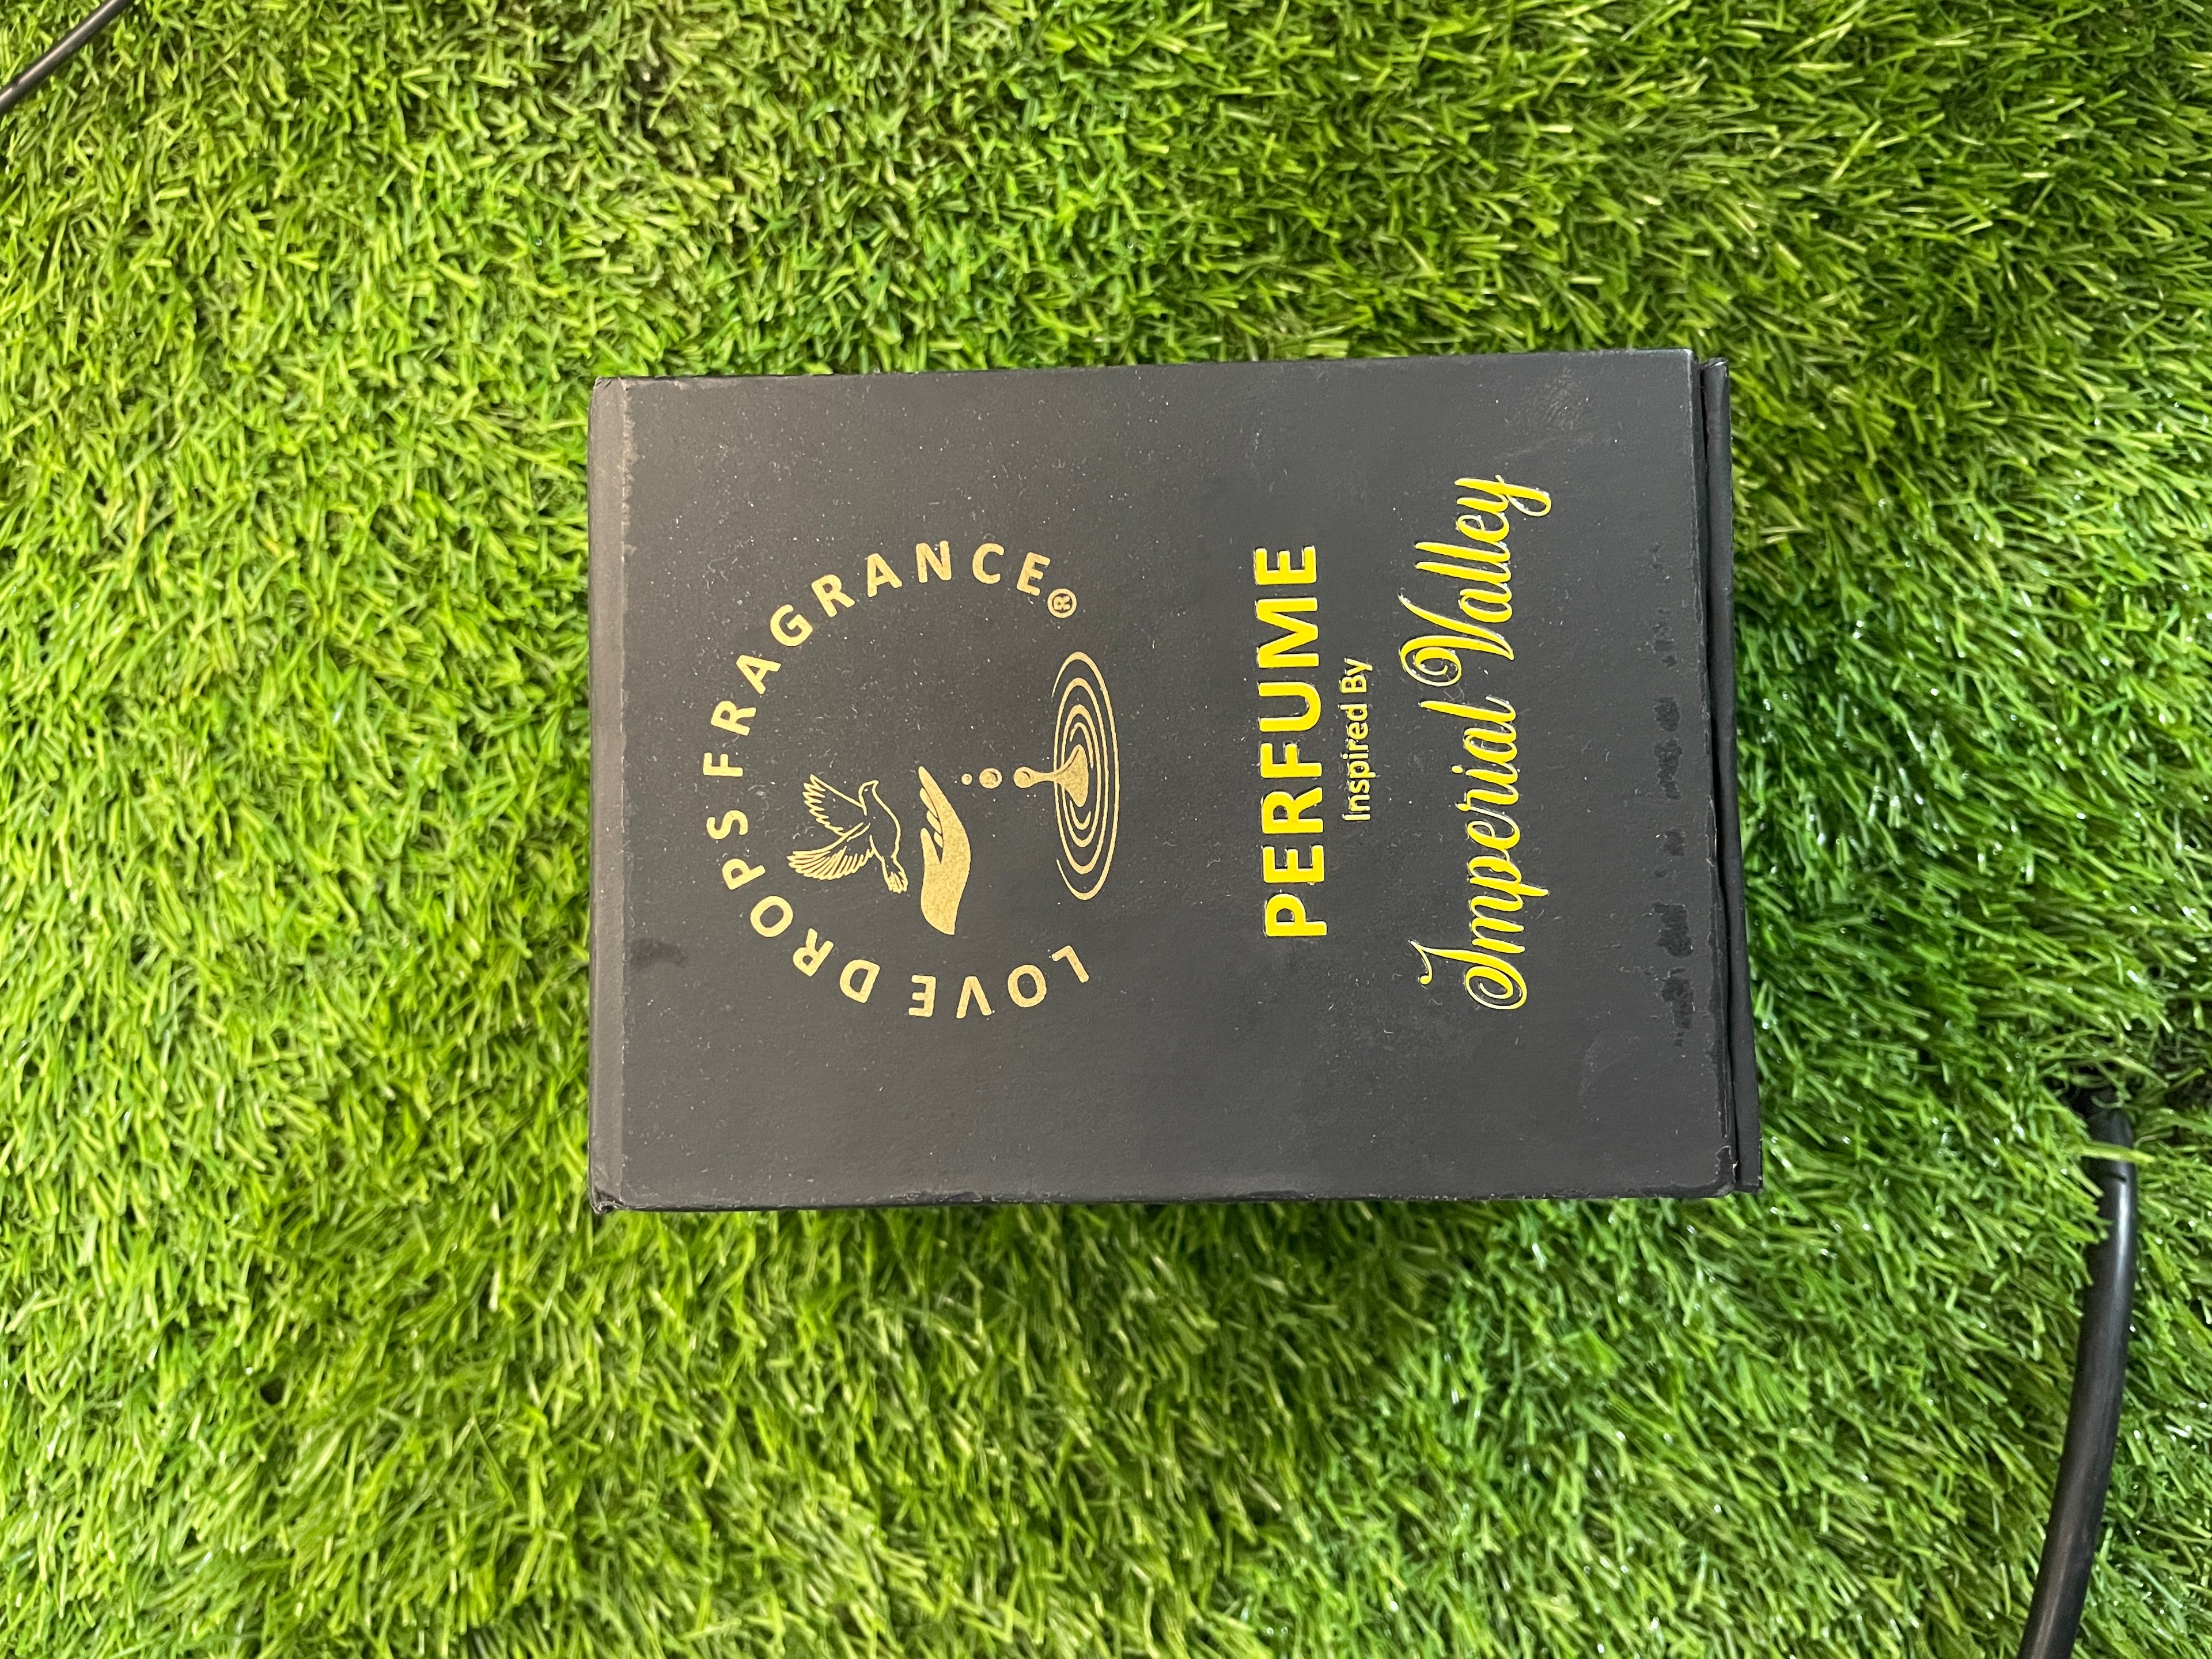 LOVE DROPS FRAGRANCE®
PERFUME
Inspired By
Imperial Valley